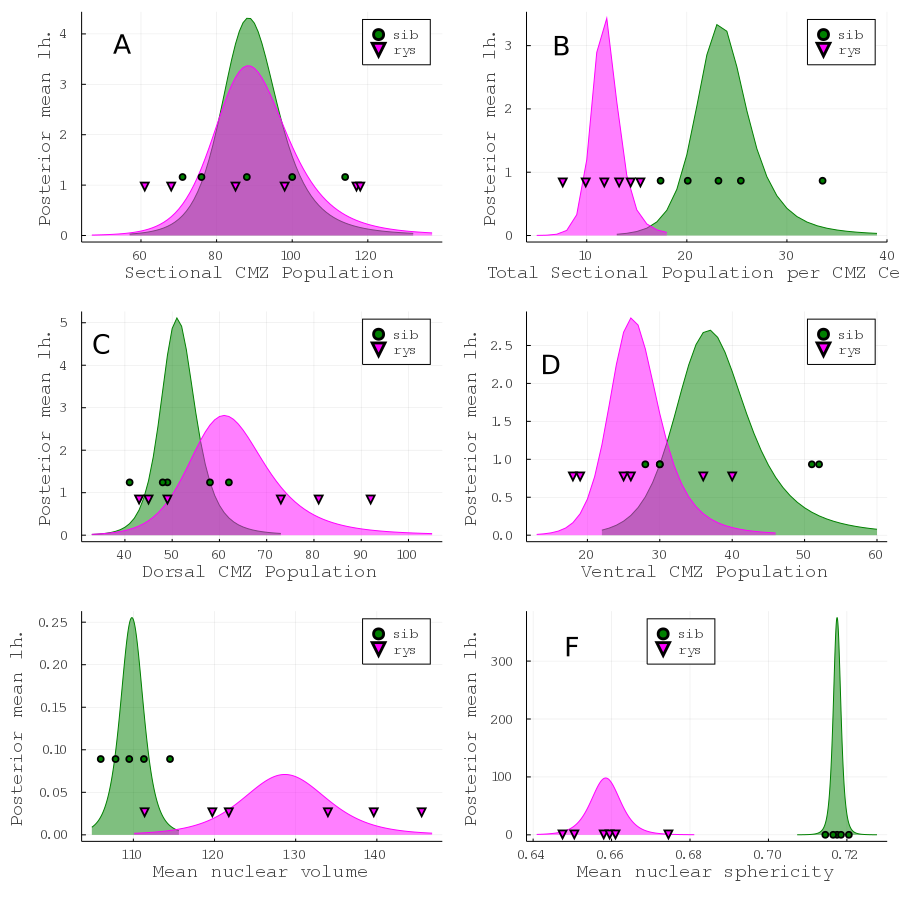 A
sib
rys
Posterior mean lh.
4
3
2
1
0
60
80
100
120
Sectional CMZ Population
B
sib
rys
Posterior mean lh.
3
2
1
0
10
20
30
40
Total Sectional Population per CMZ Ce
C
sib
rys
Posterior mean lh.
5
4
3
2
1
0
40
50
60
70
80
90
100
Dorsal CMZ Population
D
sib
rys
Posterior mean lh.
2.5
2.0
1.5
1.0
0.5
0.0
20
30
40
50
60
Ventral CMZ Population
sib
rys
Posterior mean lh.
0.25
0.20
0.15
0.10
0.05
0.00
110
120
130
140
Mean nuclear volume
F
sib
rys
Posterior mean lh.
300
200
100
0
0.64
0.66
0.68
0.70
0.72
Mean nuclear sphericity